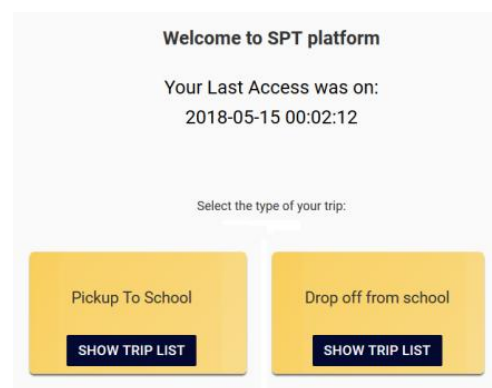 Welcome to SPT platform
Your Last Access was on:
2018-05-15 00:02:12
Select the type of your trip:
Pickup To School
SHOW TRIP LIST
Drop off from school
SHOW TRIP LIST